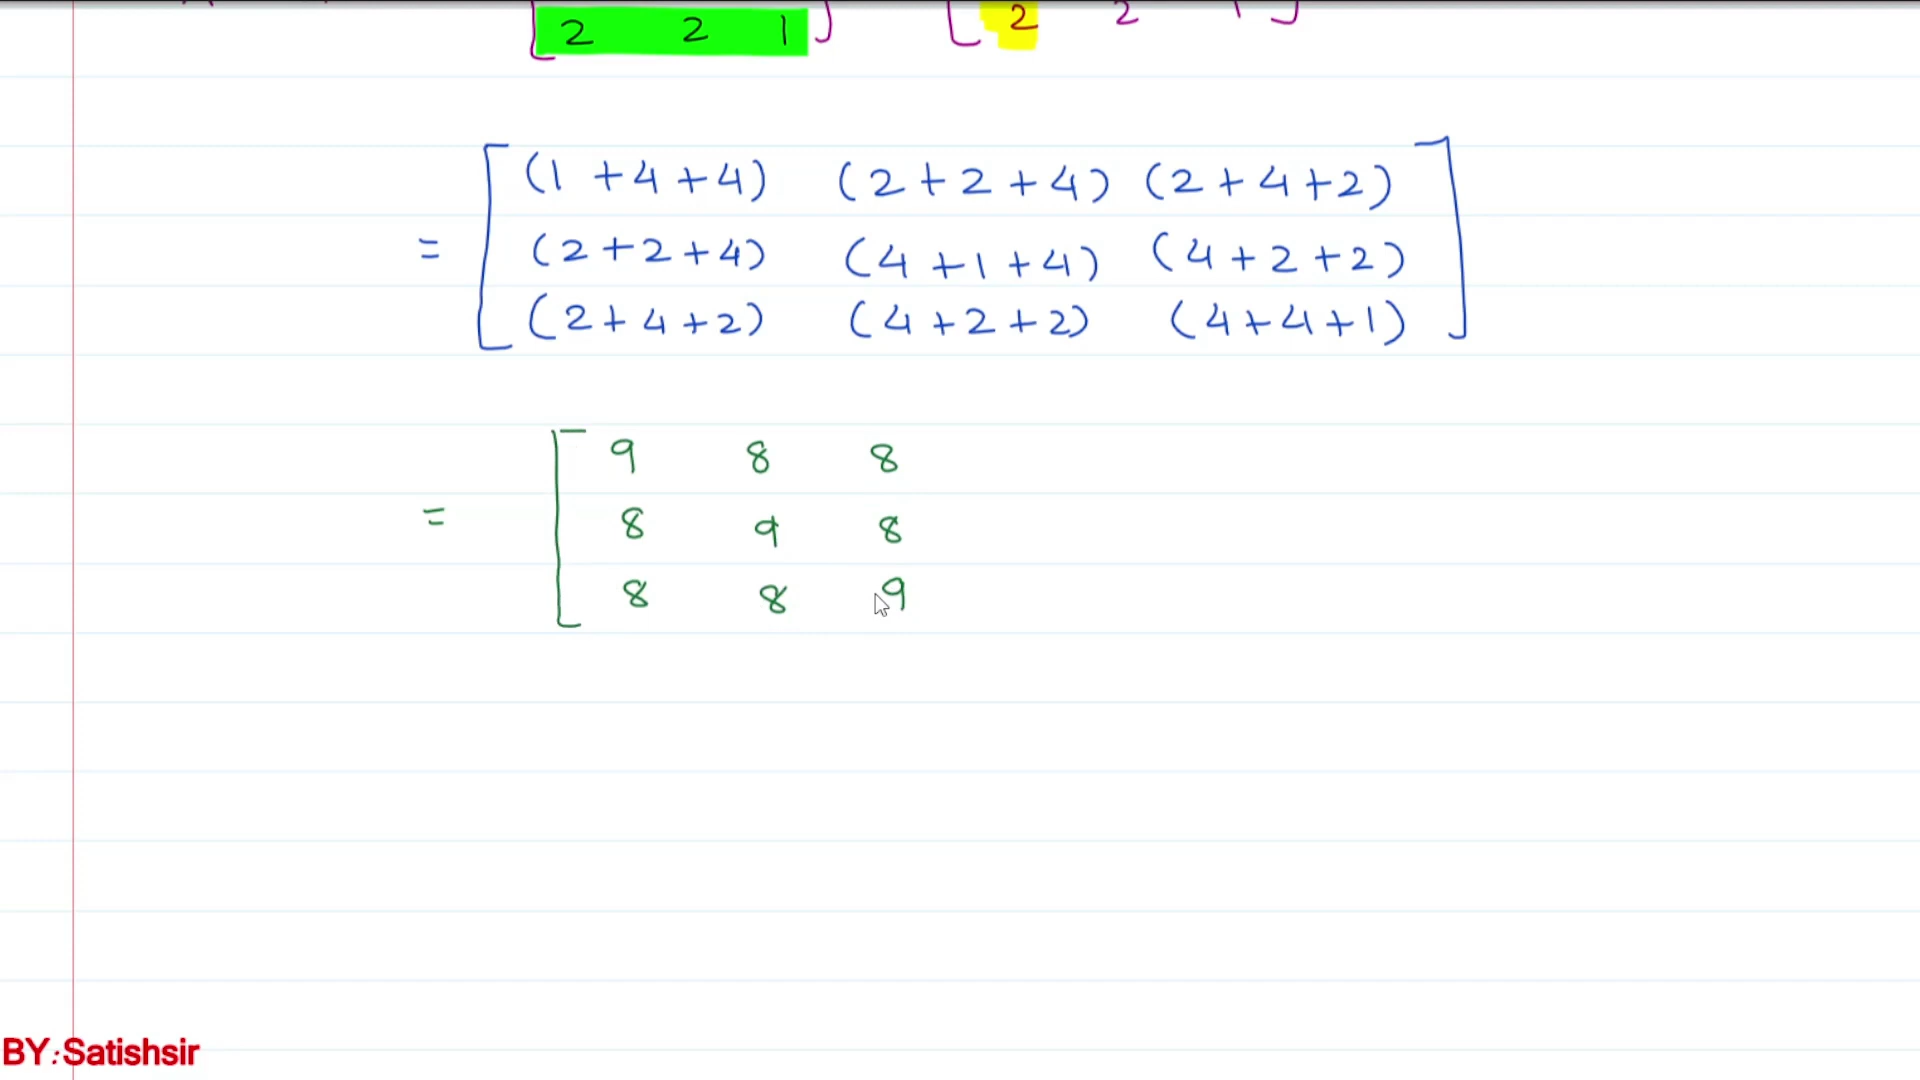 2 2 1 2 2 1
(1 +4 +4) (2 + 2 + 4) (2 + 4 + 2)
= (2 + 2 + 4) (4 + 1 + 4) (4 + 2 + 2)
(2 + 4 + 2) (4 + 2 + 2) (4 + 4 + 1)
9 8 8
= 8 9 8
8 8 9
BY:Satishsir